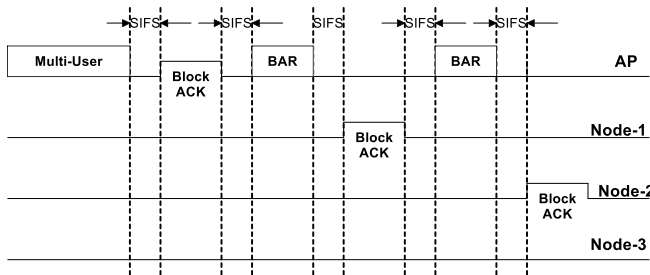 SIFS SIFS SIFS SIFS SIFS
Multi-User BAR BAR AP
Block
ACK
Node-1
Block
ACK
Node-2
Block
ACK
Node-3